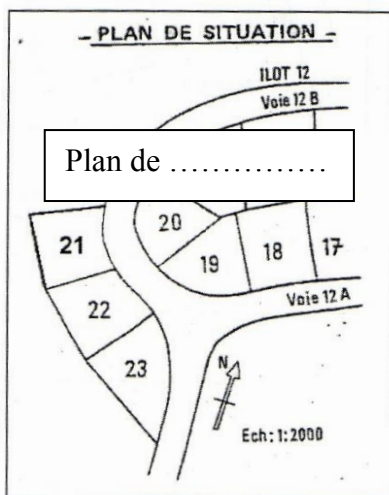 - PLAN DE SITUATION -
ILOT 12
Voie 12 B
Plan de ……………
20
21
19
18
17
22
Voie 12 A
23
N
Ech: 1: 2000